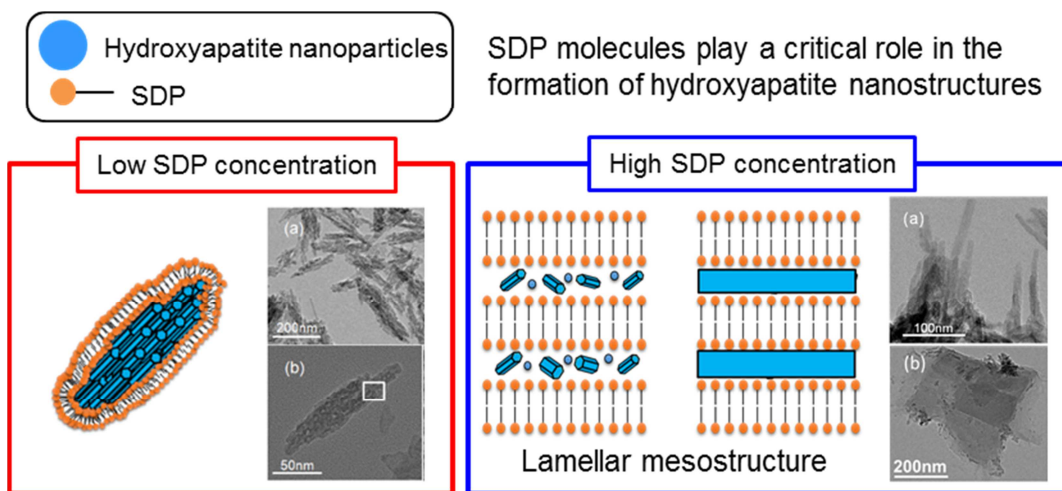 Hydroxyapatite nanoparticles
SDP
SDP molecules play a critical role in the
formation of hydroxyapatite nanostructures
Low SDP concentration
(a)
200nm
(b)
50nm
High SDP concentration
(a)
100nm
(b)
200nm
Lamellar mesostructure